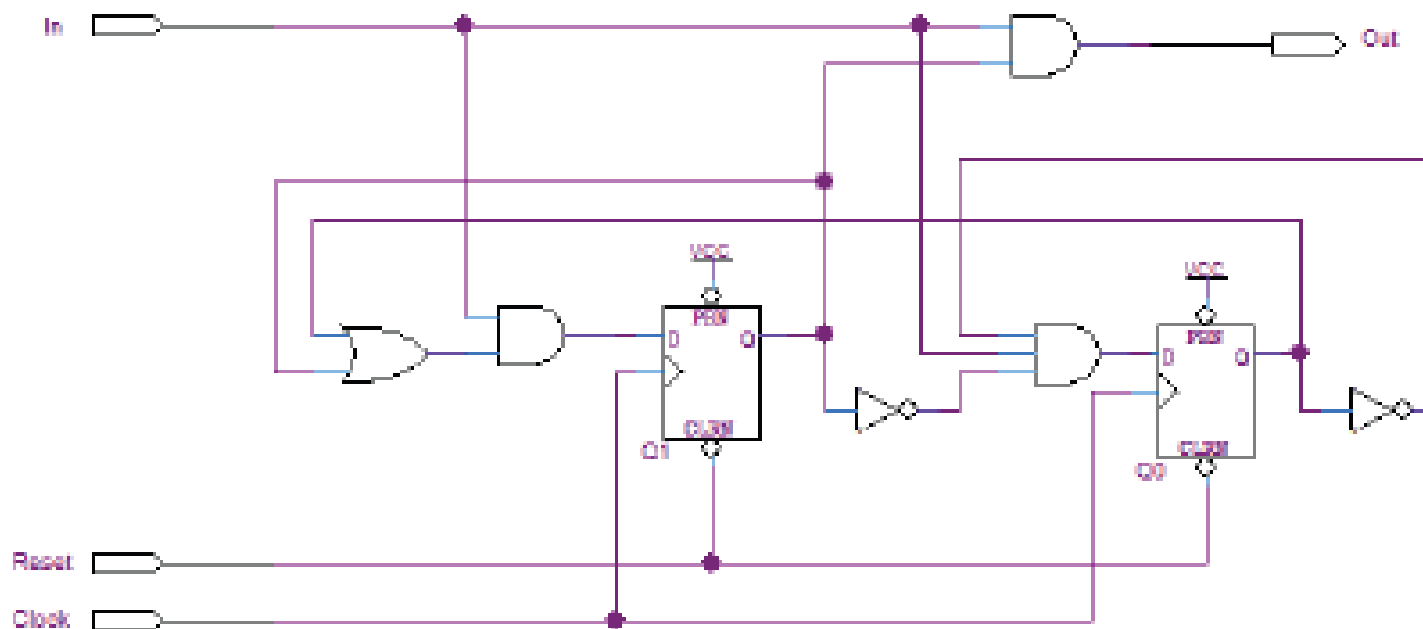 In
Out
VCC
VCC
PRN
D
Q
PRN
D
Q
CLRN
Q1
CLRN
Q0
Reset
Clock